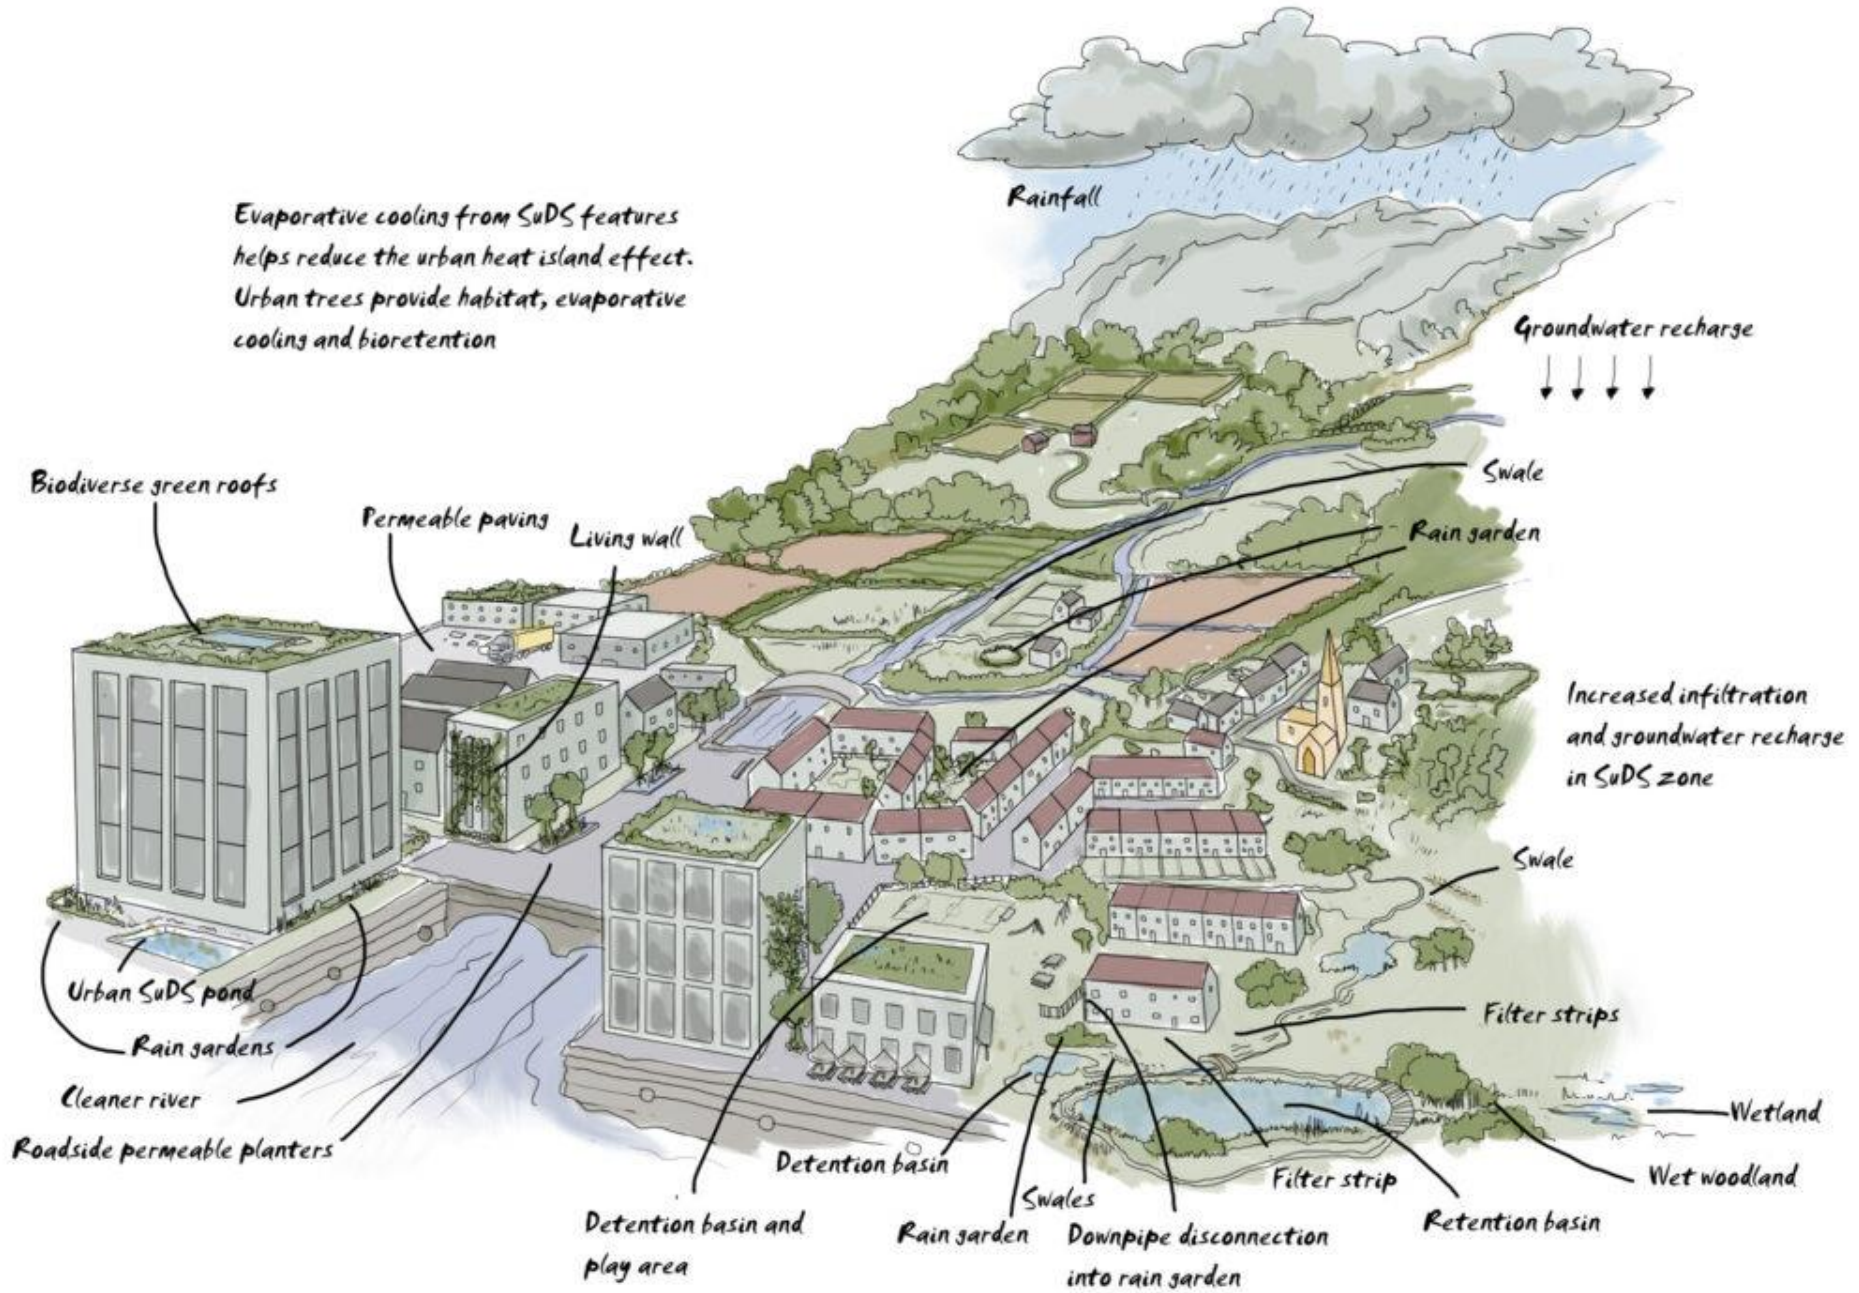 Rainfall
Evaporative cooling from SuDS features
helps reduce the urban heat island effect.
Urban trees provide habitat, evaporative
cooling and bioretention
Groundwater recharge
Swale
Biodiverse green roofs
Permeable paving
Living wall
Rain garden
Increased infiltration
and groundwater recharge
in SuDS zone
Swale
Urban SuDS pond
Filter strips
Rain gardens
Cleaner river
Wetland
Roadside permeable planters
Detention basin
Filter strip
Wet woodland
Swales
Detention basin and
play area
Rain garden
Downpipe disconnection
into rain garden
Retention basin